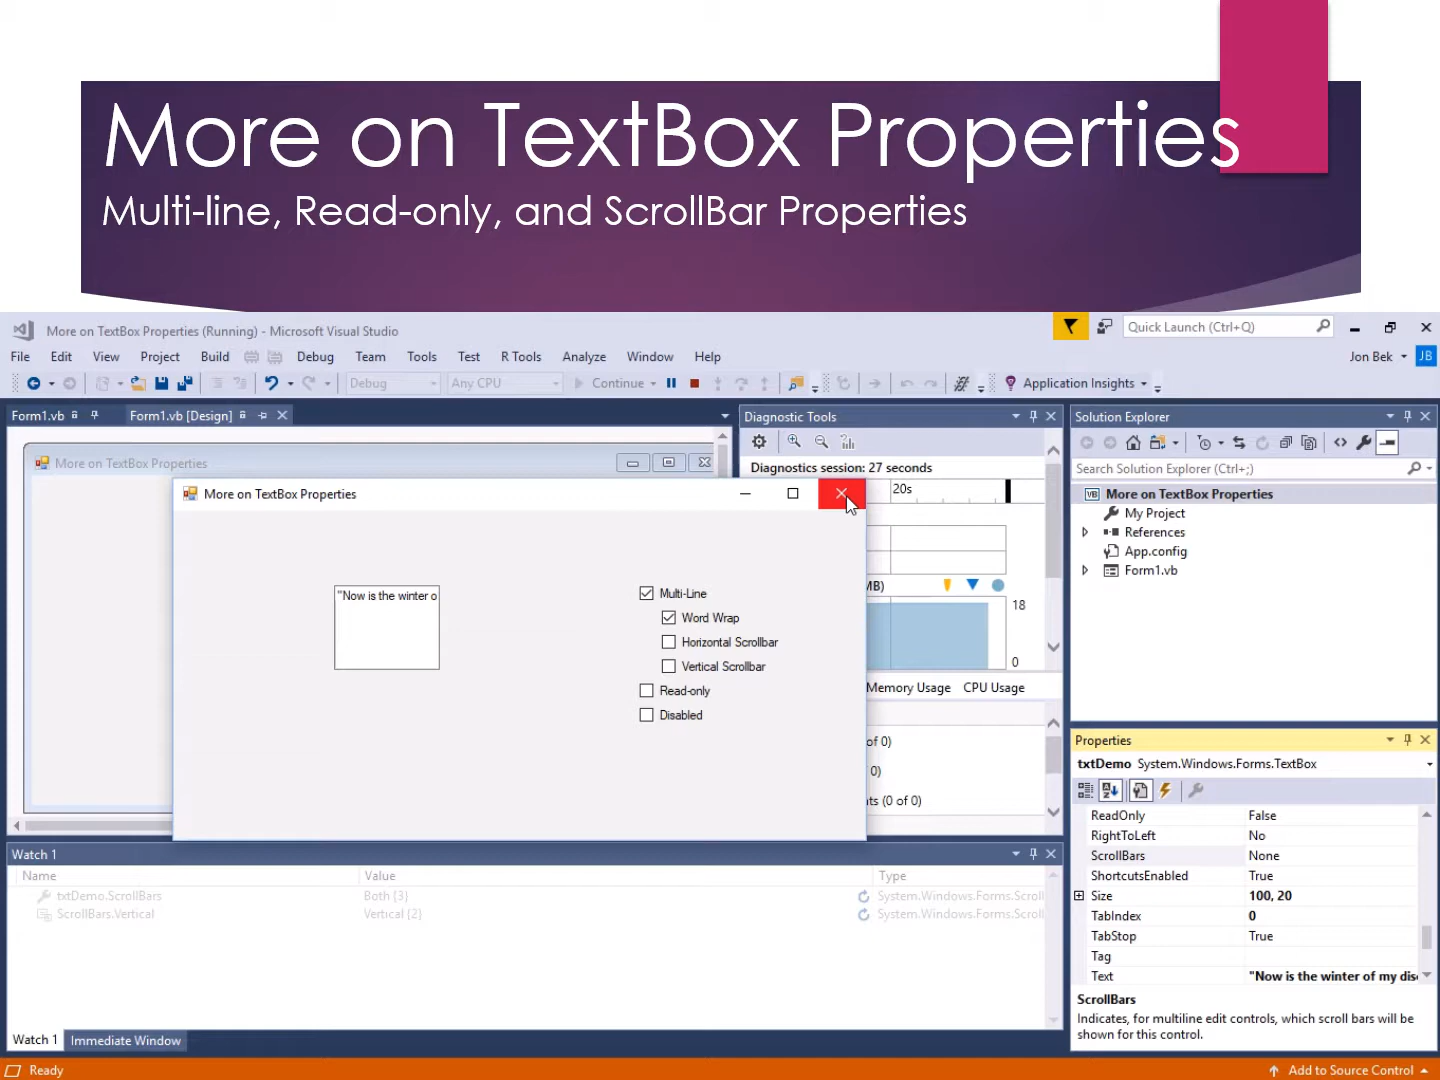 More on TextBox Properties
Multi-line, Read-only, and ScrollBar Properties
More on TextBox Properties (Running) - Microsoft Visual Studio
Quick Launch (Ctrl+Q)
File Edit View Project Build Debug Team Tools Test R Tools Analyze Window Help
Jon Bek JB
Debug Any CPU Continue Application Insights
Form1.vb Form1.vb [Design]
Diagnostic Tools
Solution Explorer
More on TextBox Properties
Diagnostics session: 27 seconds
20s
Search Solution Explorer (Ctrl+;)
More on TextBox Properties
My Project
References
App.config
Form1.vb
More on TextBox Properties
"Now is the winter o
Multi-Line
Word Wrap
Horizontal Scrollbar
Vertical Scrollbar
Read-only
Disabled
MB)
18
0
Memory Usage CPU Usage
of 0)
0)
ts (0 of 0)
Properties
txtDemo System.Windows.Forms.TextBox
ReadOnly False
RightToLeft No
ScrollBars None
ShortcutsEnabled True
Size 100, 20
TabIndex 0
TabStop True
Tag
Text "Now is the winter of my dis
ScrollBars
Indicates, for multiline edit controls, which scroll bars will be
shown for this control.
Watch 1
Name Value Type
txtDemo.ScrollBars Both {3} System.Windows.Forms.Scroll
ScrollBars.Vertical Vertical {2} System.Windows.Forms.Scroll
Watch 1 Immediate Window
Ready
Add to Source Control